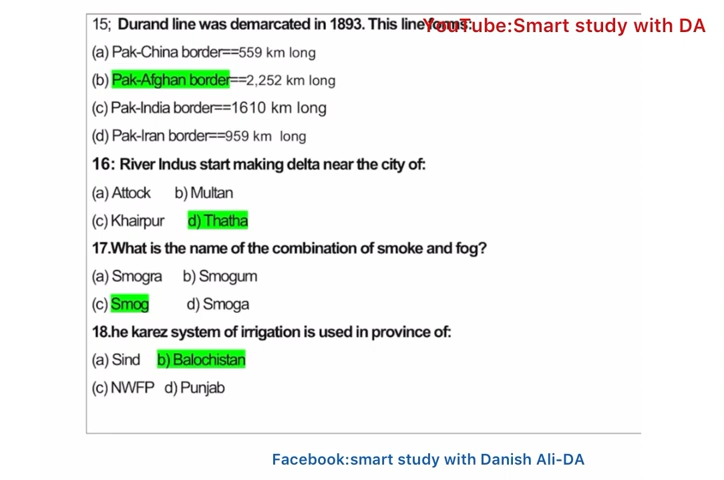 15; Durand line was demarcated in 1893. This line forms:
YouTube:Smart study with DA
(a) Pak-China border==559 km long
(b) Pak-Afghan border==2,252 km long
(c) Pak-India border==1610 km long
(d) Pak-Iran border==959 km long
16: River Indus start making delta near the city of:
(a) Attock b) Multan
(c) Khairpur d) Thatha
17.What is the name of the combination of smoke and fog?
(a) Smogra b) Smogum
(c) Smog d) Smoga
18.he karez system of irrigation is used in province of:
(a) Sind b) Balochistan
(c) NWFP d) Punjab
Facebook:smart study with Danish Ali-DA